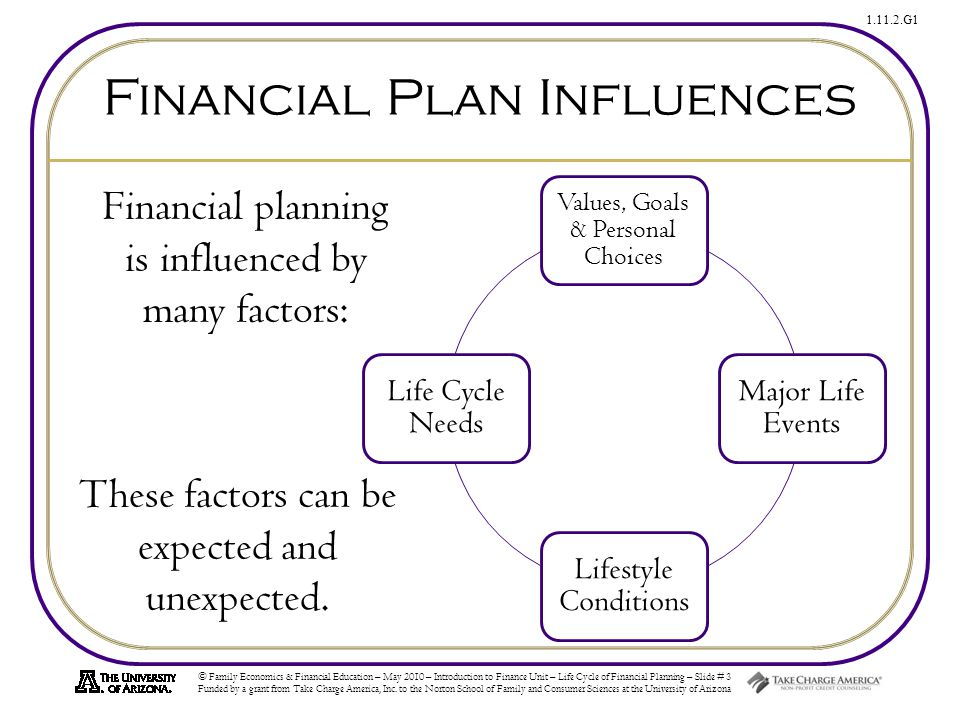 1.11.2.G1
Financial Plan Influences
Financial planning
is influenced by
many factors:
Values, Goals
& Personal
Choices
Life Cycle
Needs
Major Life
Events
Lifestyle
Conditions
These factors can be
expected and
unexpected.
THE UNIVERSITY
OF ARIZONA.
© Family Economics & Financial Education – May 2010 – Introduction to Finance Unit – Life Cycle of Financial Planning – Slide # 3
Funded by a grant from Take Charge America, Inc. to the Norton School of Family and Consumer Sciences at the University of Arizona
TAKE CHARGE AMERICA®
NON-PROFIT CREDIT COUNSELING